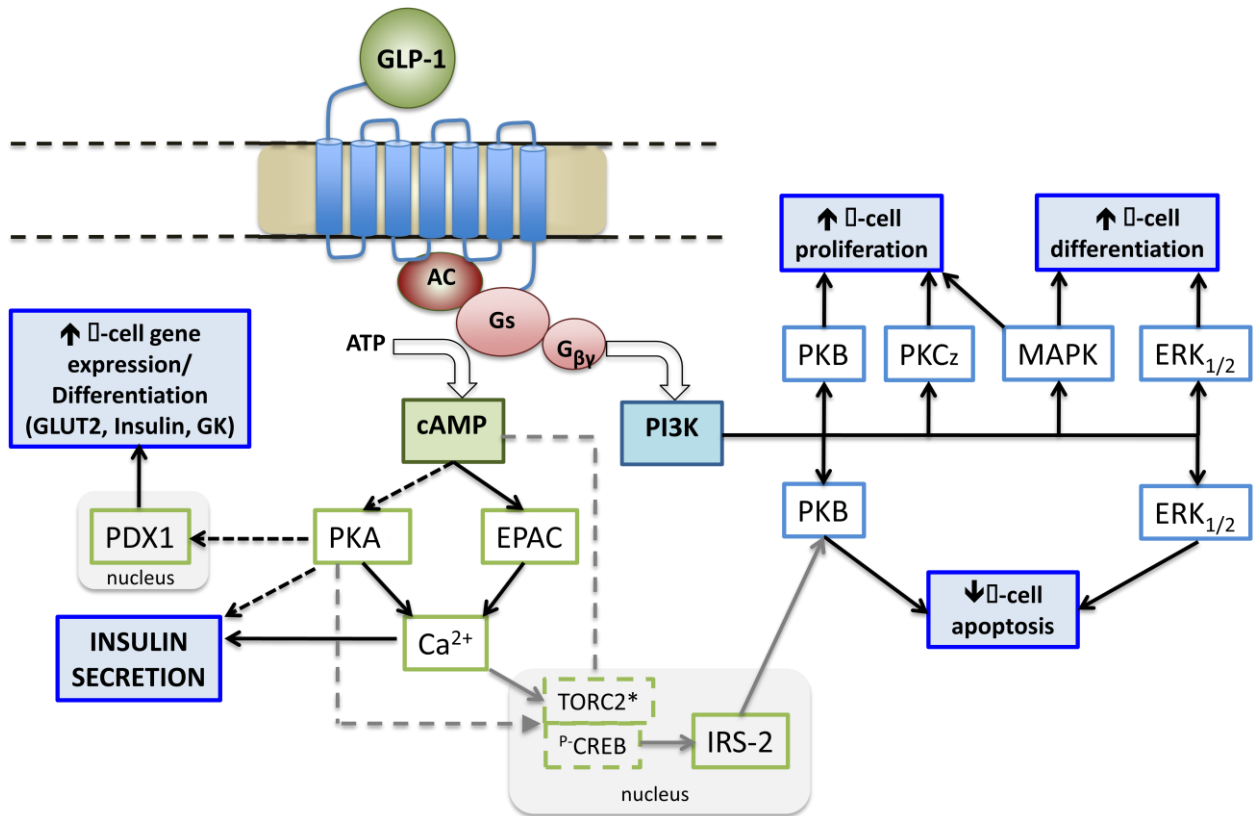 GLP-1
AC
Gs
Gβγ
ATP
cAMP
PI3K
↑ ▯-cell gene
expression/
Differentiation
(GLUT2, Insulin, GK)
PDX1
nucleus
PKA
EPAC
Ca²⁺
INSULIN
SECRETION
TORC2*
P-CREB
IRS-2
nucleus
↑ ▯-cell
proliferation
↑ ▯-cell
differentiation
PKB
PKCz
MAPK
ERK1/2
PKB
ERK1/2
↓▯-cell
apoptosis